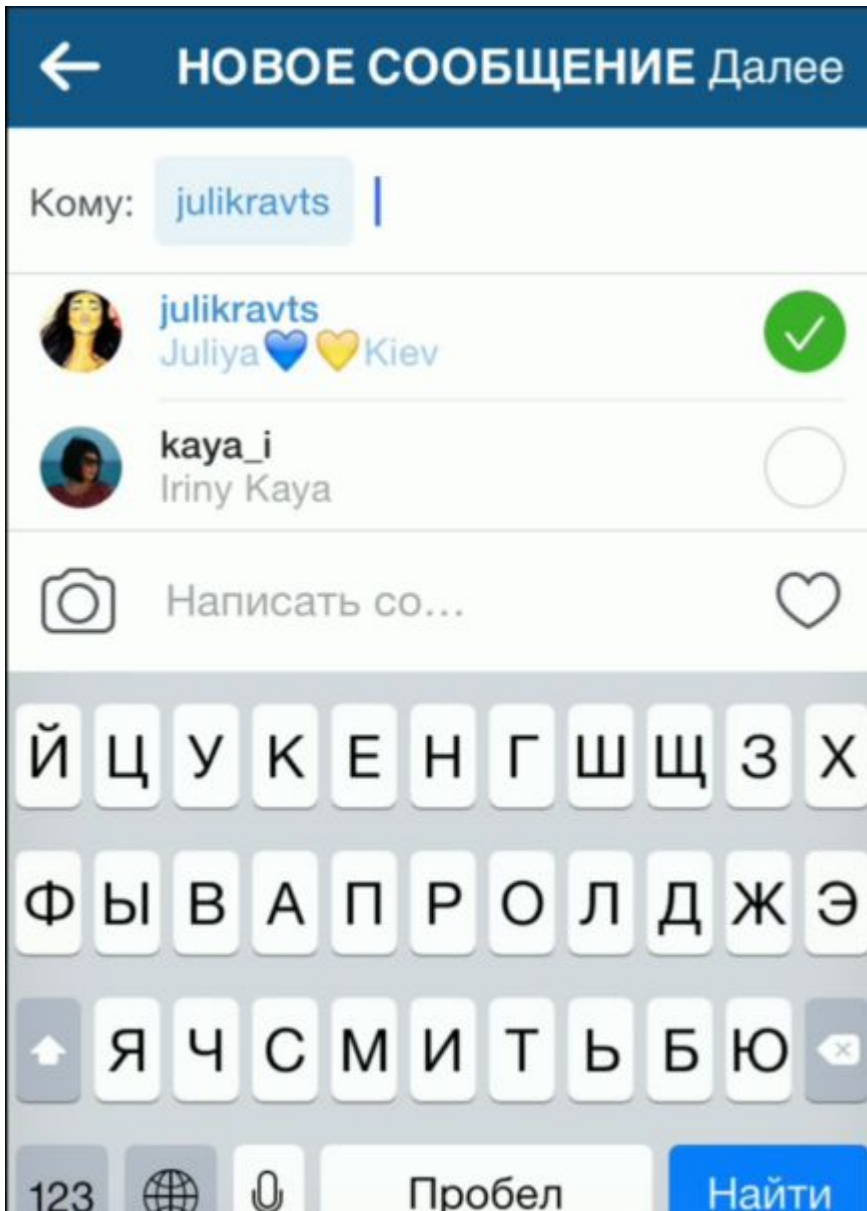 НОВОЕ СООБЩЕНИЕ Далее
Кому: julikravts
julikravts
Juliya💙💛Kiev
kaya_i
Iriny Kaya
Написать со...
Й Ц У К Е Н Г Ш Щ З Х
Ф Ы В А П Р О Л Д Ж Э
Я Ч С М И Т Ь Б Ю
123 Пробел Найти